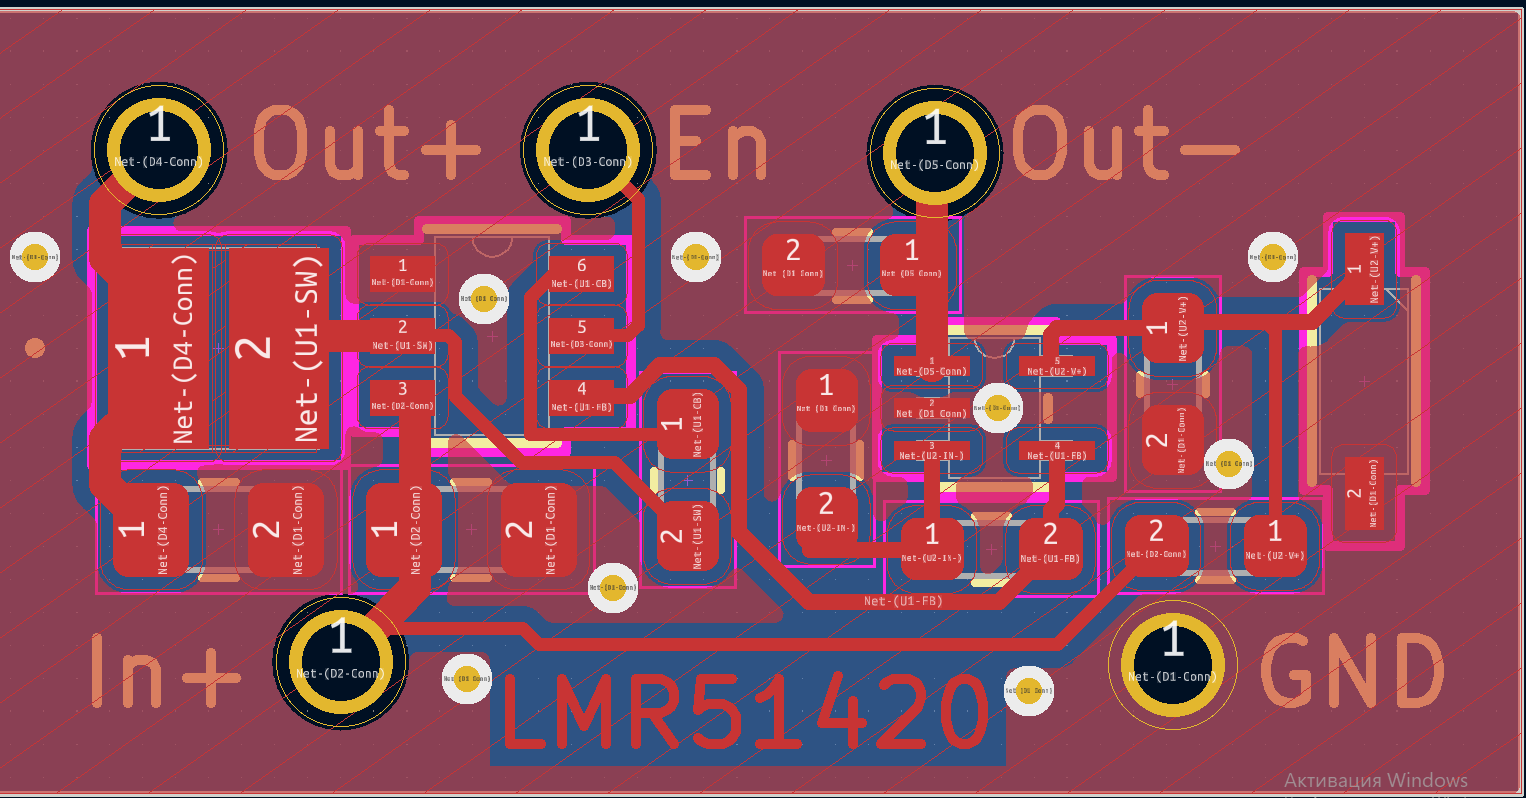 1
Net-(D4-Conn)
Out+
1
Net-(D3-Conn)
En
1
Net-(D5-Conn)
Out-
1
Net-(D4-Conn)
2
Net-(U1-SW)
1
Net-(D1-Conn)
2
Net-(U1-SW)
3
Net-(D2-Conn)
6
Net-(U1-CB)
5
Net-(D3-Conn)
4
Net-(U1-FB)
2
Net-(D1-Conn)
1
Net-(D5-Conn)
1
Net-(U1-CB)
2
Net-(U1-SW)
1
Net-(D1-Conn)
2
Net-(U2-IN-)
1
Net-(D5-Conn)
2
Net-(D1-Conn)
3
Net-(U2-IN-)
5
Net-(U2-V+)
4
Net-(U1-FB)
1
Net-(U2-V+)
2
Net-(D1-Conn)
1
Net-(U2-V+)
2
Net-(D1-Conn)
1
Net-(D4-Conn)
2
Net-(D1-Conn)
1
Net-(D2-Conn)
2
Net-(D1-Conn)
1
Net-(U2-IN-)
2
Net-(U1-FB)
2
Net-(D2-Conn)
1
Net-(U2-V+)
Net-(U1-FB)
In+
1
Net-(D2-Conn)
LMR51420
1
Net-(D1-Conn)
GND
Активация Windows